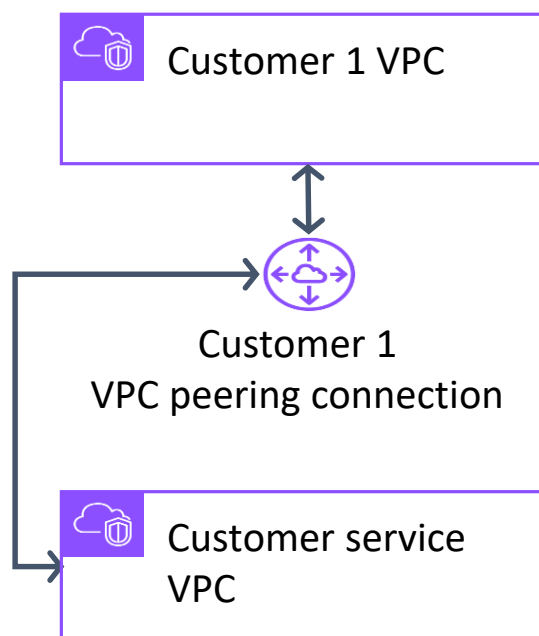 Customer 1 VPC
Customer 1
VPC peering connection
Customer service
VPC